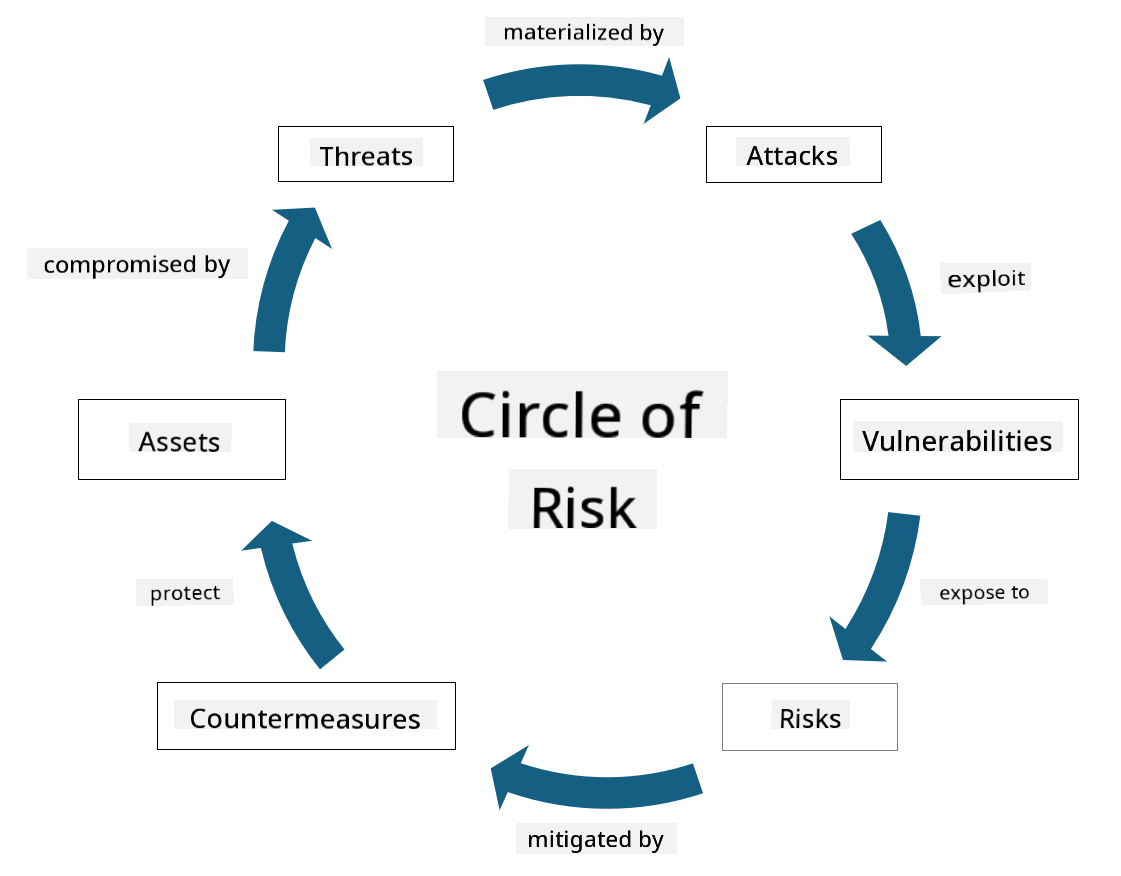 materialized by
Threats
Attacks
compromised by
exploit
Circle of
Risk
Assets
Vulnerabilities
protect
expose to
Countermeasures
Risks
mitigated by